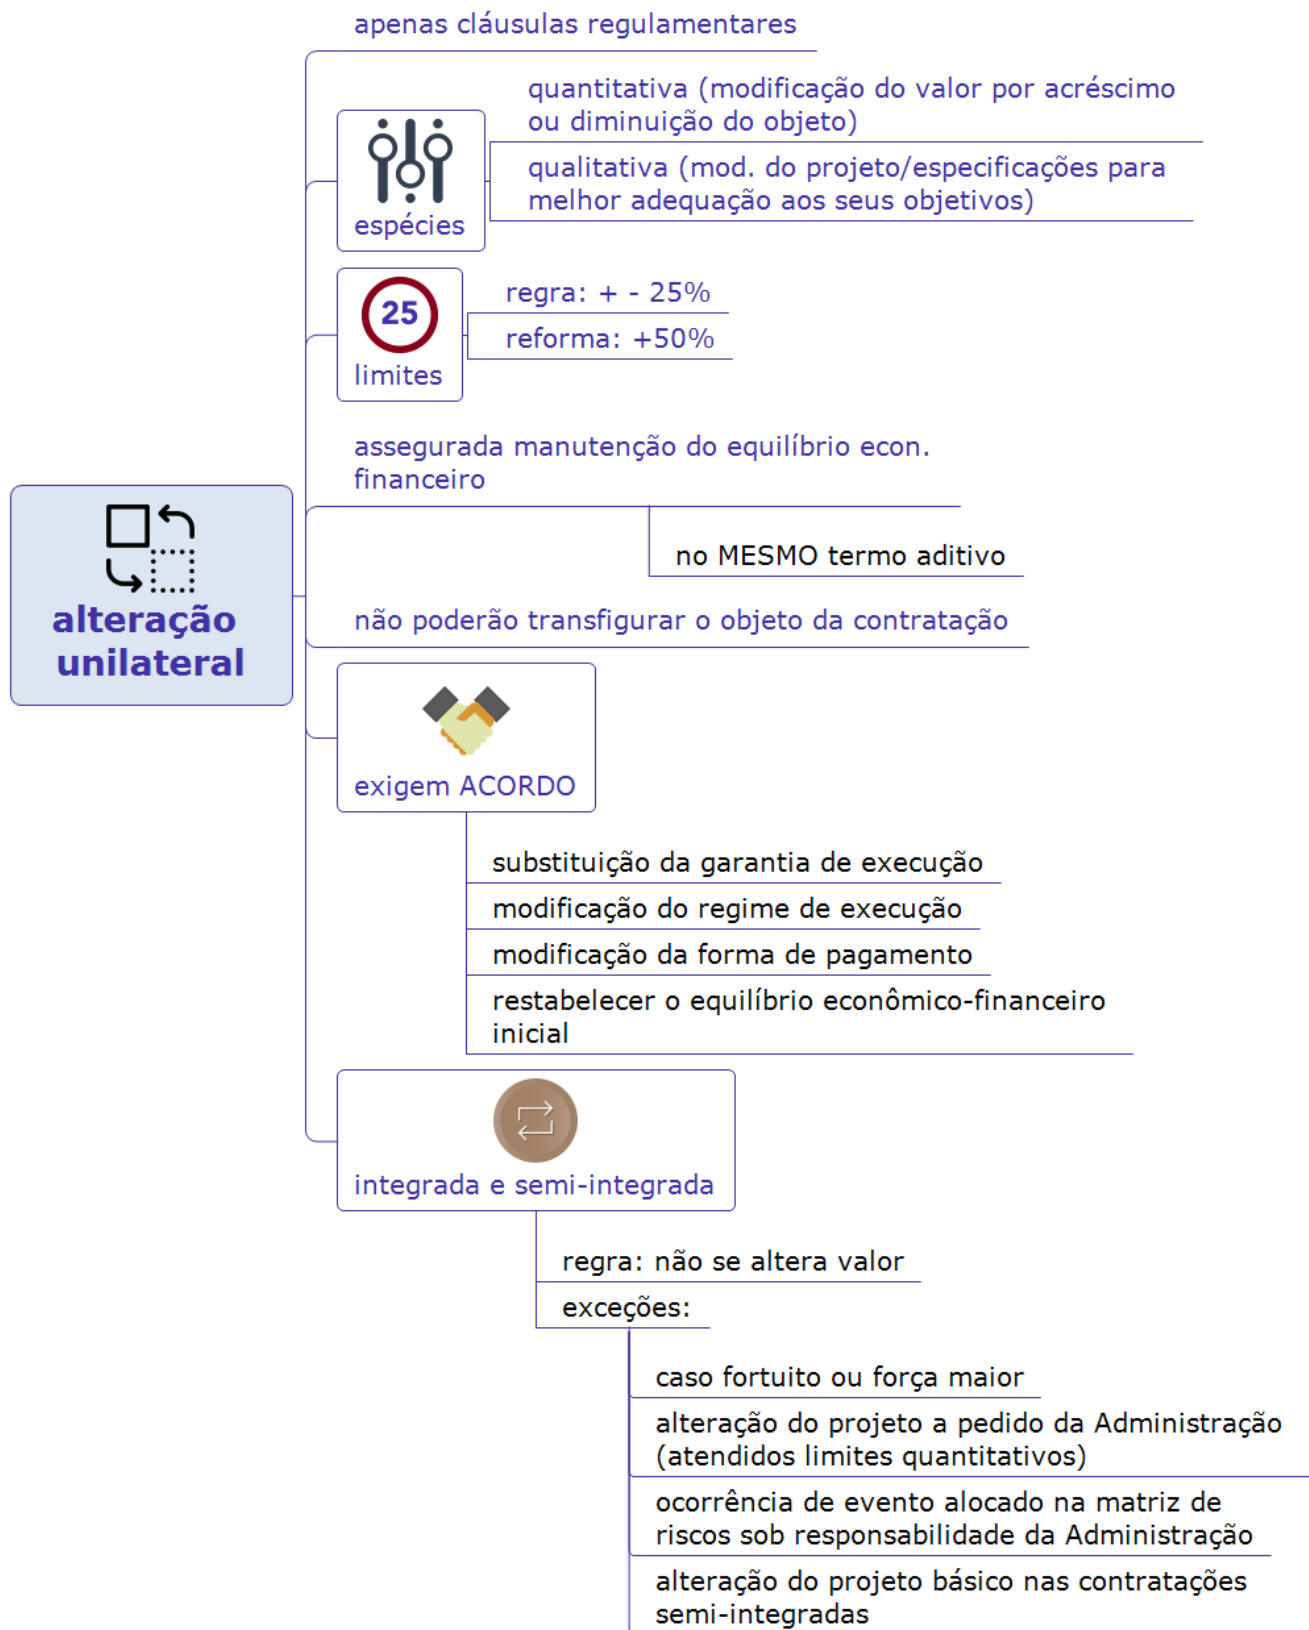 apenas cláusulas regulamentares
quantitativa (modificação do valor por acréscimo
ou diminuição do objeto)
qualitativa (mod. do projeto/especificações para
melhor adequação aos seus objetivos)
espécies
25
limites
regra: + - 25%
reforma: +50%
assegurada manutenção do equilíbrio econ.
financeiro
no MESMO termo aditivo
alteração
unilateral
não poderão transfigurar o objeto da contratação
exigem ACORDO
substituição da garantia de execução
modificação do regime de execução
modificação da forma de pagamento
restabelecer o equilíbrio econômico-financeiro
inicial
integrada e semi-integrada
regra: não se altera valor
exceções:
caso fortuito ou força maior
alteração do projeto a pedido da Administração
(atendidos limites quantitativos)
ocorrência de evento alocado na matriz de
riscos sob responsabilidade da Administração
alteração do projeto básico nas contratações
semi-integradas